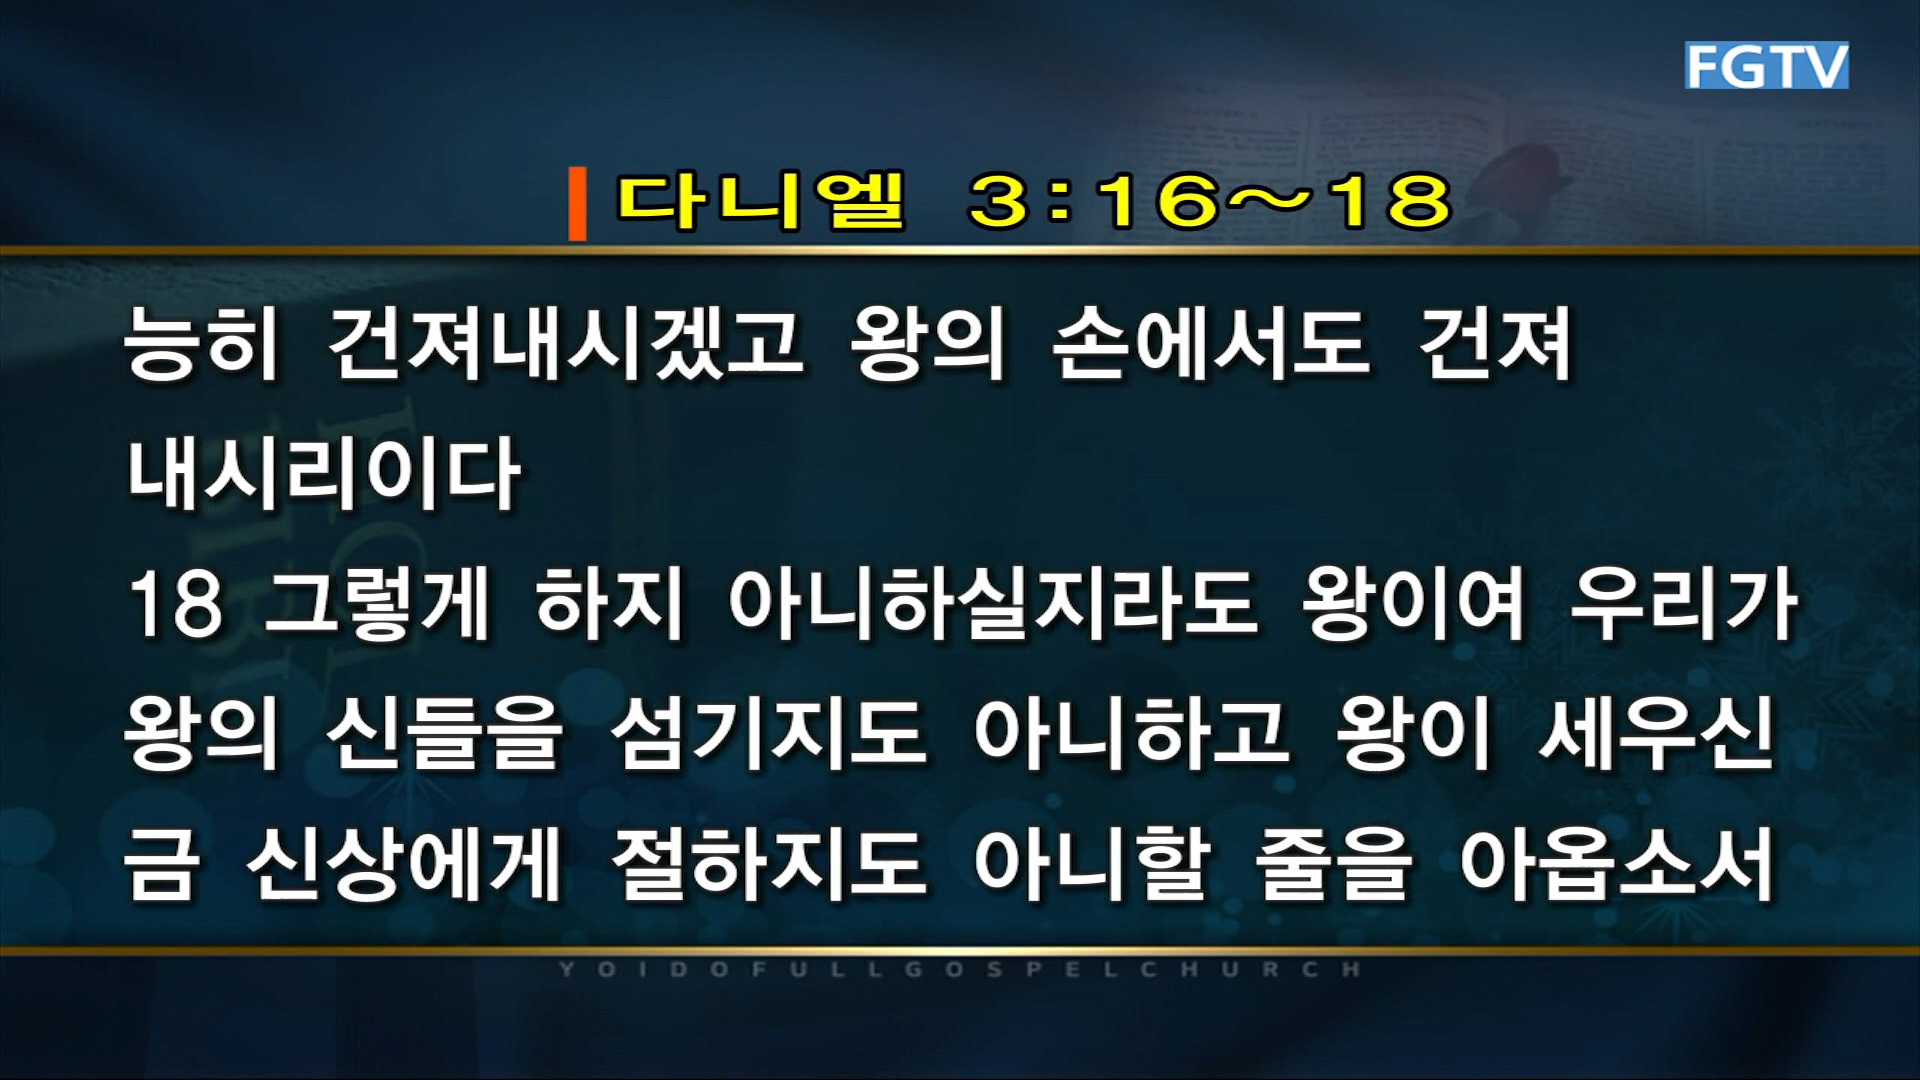 FGTV
다니엘 3:16~18
능히 건져내시겠고 왕의 손에서도 건져
내시리이다
18 그렇게 하지 아니하실지라도 왕이여 우리가
왕의 신들을 섬기지도 아니하고 왕이 세우신
금 신상에게 절하지도 아니할 줄을 아옵소서
YOIDOFULLGOSPELCHURCH